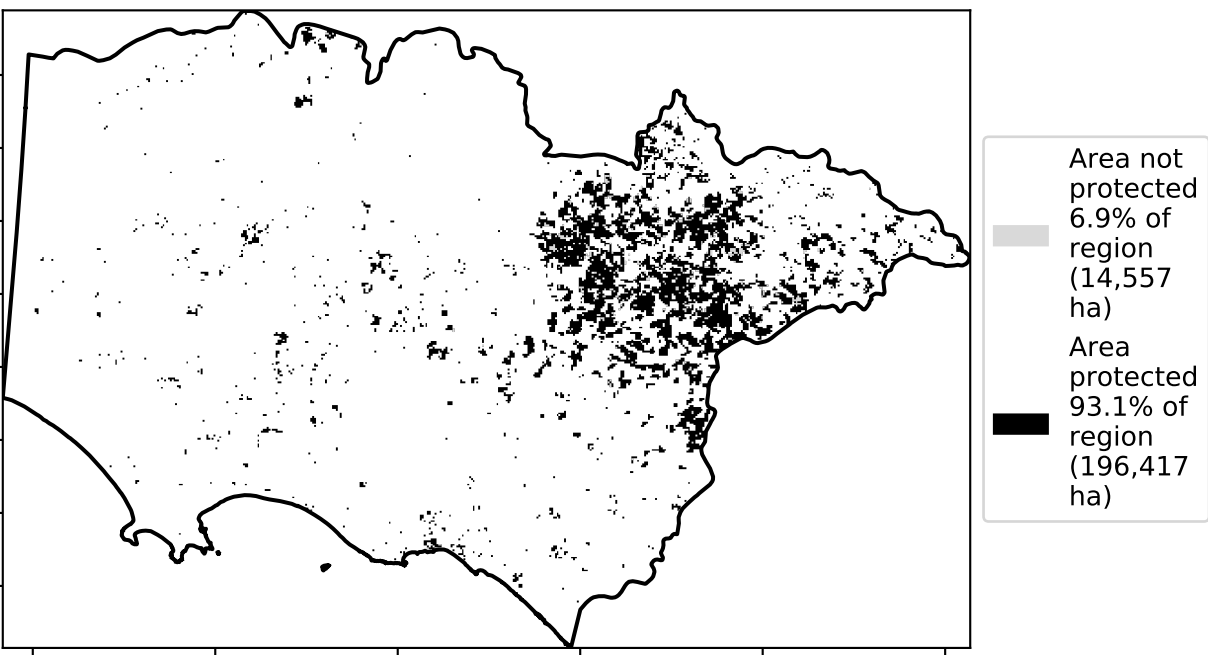 Area not
protected
6.9% of
region
(14,557
ha)
Area
protected
93.1% of
region
(196,417
ha)